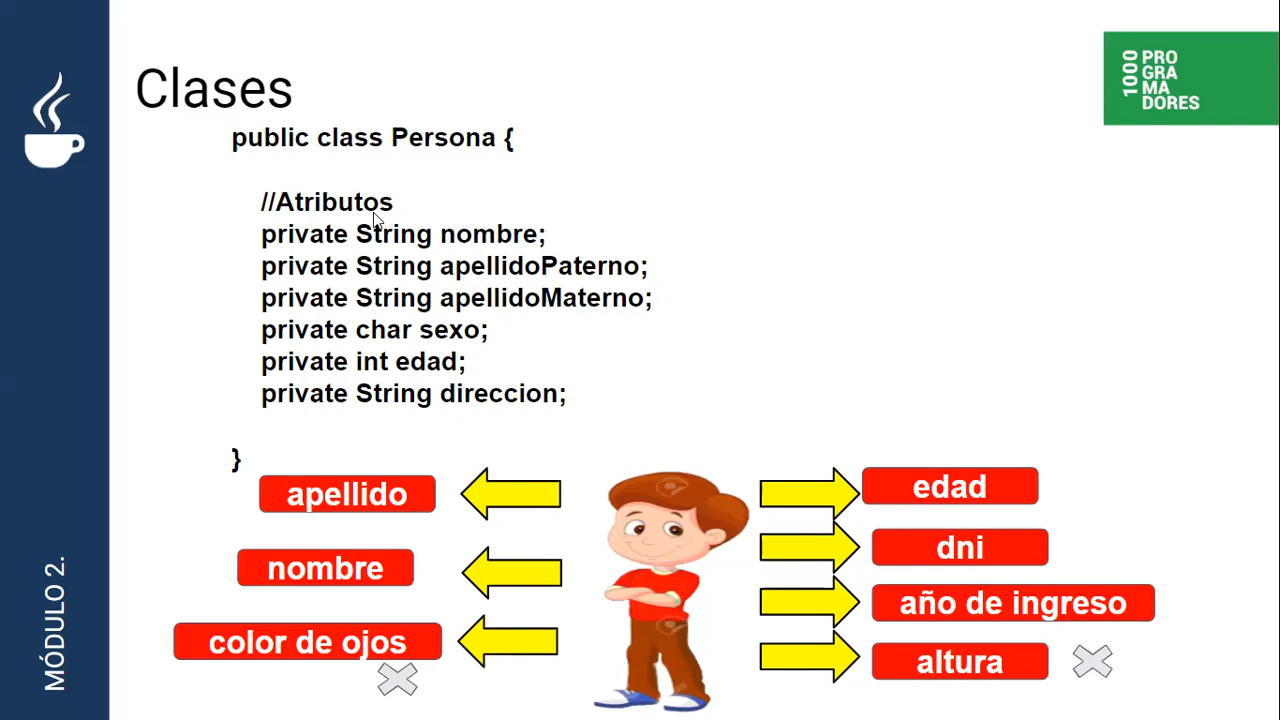 Clases
1000
PRO
GRA
MA
DORES
public class Persona {
//Atributos
private String nombre;
private String apellidoPaterno;
private String apellidoMaterno;
private char sexo;
private int edad;
private String direccion;
}
apellido
nombre
color de ojos
edad
dni
año de ingreso
altura
MÓDULO 2.